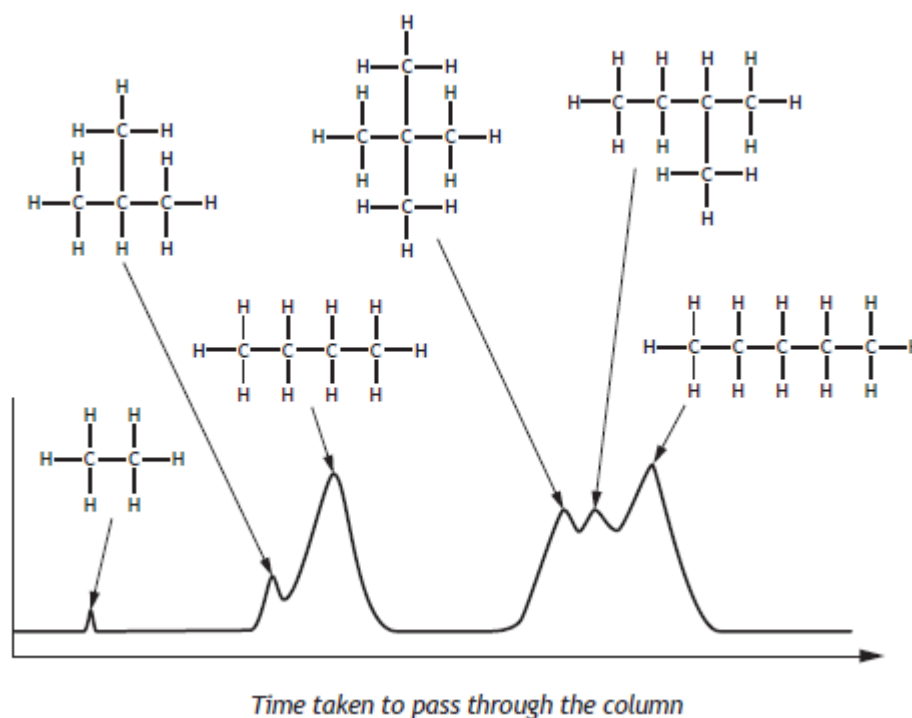 H
H C H
H H
H C C C H
H H H
H
H C H
H H
H C C C H
H H
H C H
H
H H H H
H C C C C H
H H H
H C H
H
H H H H
H C C C C H
H H H H
H H H H H
H C C C C C H
H H H H H
H H
H C C H
H H
Time taken to pass through the column